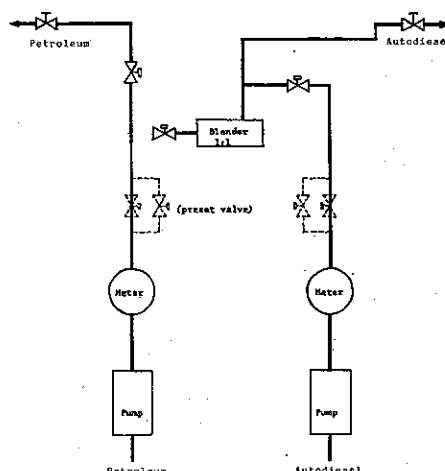 Petroleum
Autodiesel
Blender
1:1
(preset valve)
Meter
Meter
Pump
Pump
Petroleum
Autodiesel